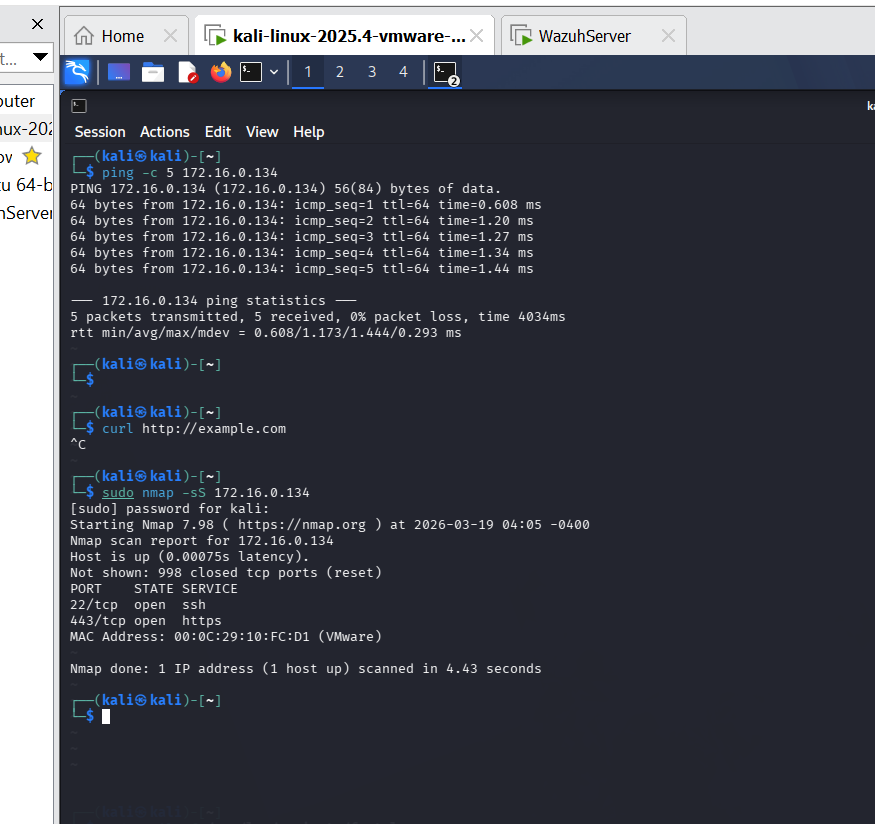 Home
kali-linux-2025.4-vmware-...
WazuhServer
t...
1 2 3 4
2
Session Actions Edit View Help
┌──(kali㉿kali)-[~]
└─$ ping -c 5 172.16.0.134
PING 172.16.0.134 (172.16.0.134) 56(84) bytes of data.
64 bytes from 172.16.0.134: icmp_seq=1 ttl=64 time=0.608 ms
64 bytes from 172.16.0.134: icmp_seq=2 ttl=64 time=1.20 ms
64 bytes from 172.16.0.134: icmp_seq=3 ttl=64 time=1.27 ms
64 bytes from 172.16.0.134: icmp_seq=4 ttl=64 time=1.34 ms
64 bytes from 172.16.0.134: icmp_seq=5 ttl=64 time=1.44 ms
─── 172.16.0.134 ping statistics ───
5 packets transmitted, 5 received, 0% packet loss, time 4034ms
rtt min/avg/max/mdev = 0.608/1.173/1.444/0.293 ms
┌──(kali㉿kali)-[~]
└─$
┌──(kali㉿kali)-[~]
└─$ curl http://example.com
^C
┌──(kali㉿kali)-[~]
└─$ sudo nmap -sS 172.16.0.134
[sudo] password for kali:
Starting Nmap 7.98 ( https://nmap.org ) at 2026-03-19 04:05 -0400
Nmap scan report for 172.16.0.134
Host is up (0.00075s latency).
Not shown: 998 closed tcp ports (reset)
PORT    STATE SERVICE
22/tcp  open  ssh
443/tcp open  https
MAC Address: 00:0C:29:10:FC:D1 (VMware)
Nmap done: 1 IP address (1 host up) scanned in 4.43 seconds
┌──(kali㉿kali)-[~]
└─$
outer
nux-202
ov
tu 64-b
hServer
ka